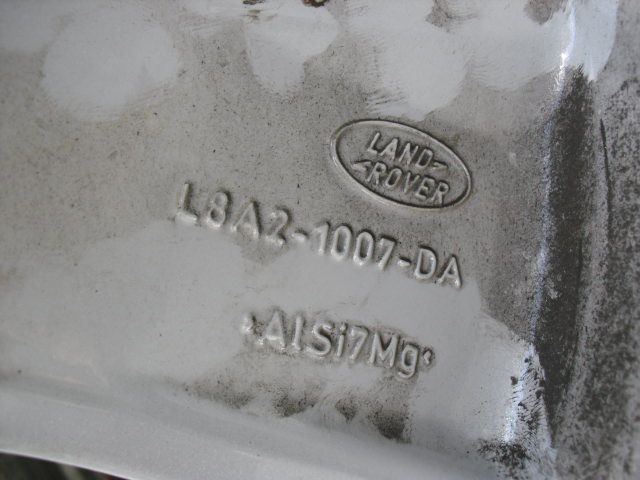 LAND
ROVER
L8A2-1007-DA
•AlSi7Mg•